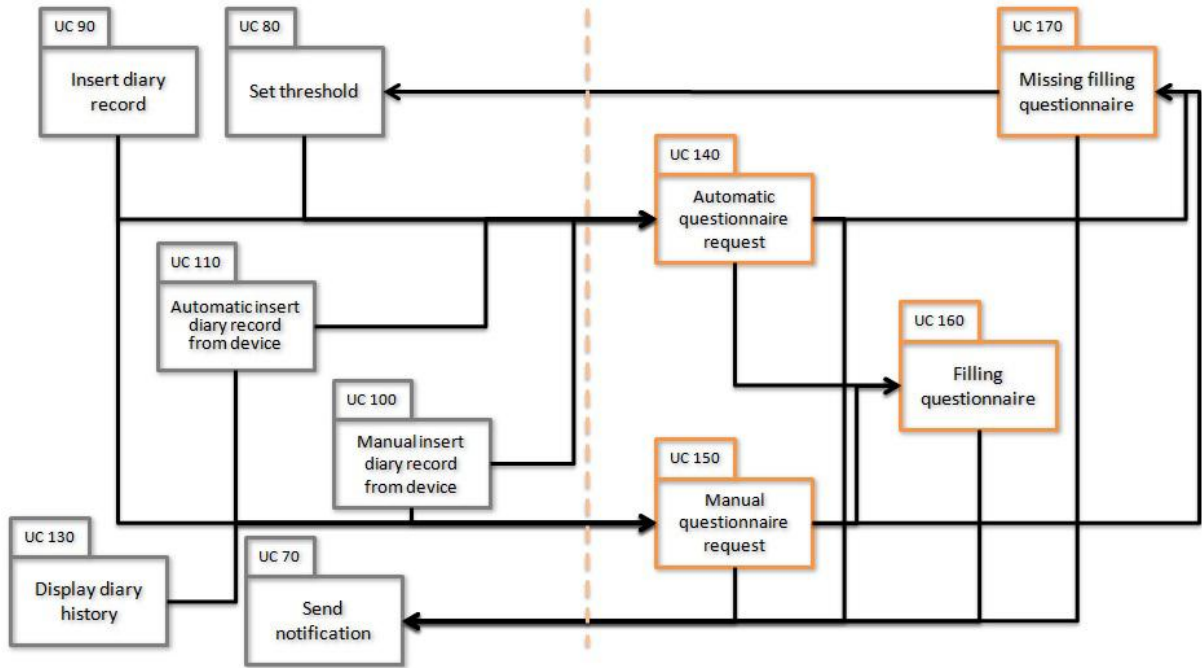 UC 90
Insert diary
record
UC 80
Set threshold
UC 170
Missing filling
questionnaire
UC 140
Automatic
questionnaire
request
UC 110
Automatic insert
diary record
from device
UC 160
Filling
questionnaire
UC 100
Manual insert
diary record
from device
UC 150
Manual
questionnaire
request
UC 130
Display diary
history
UC 70
Send
notification